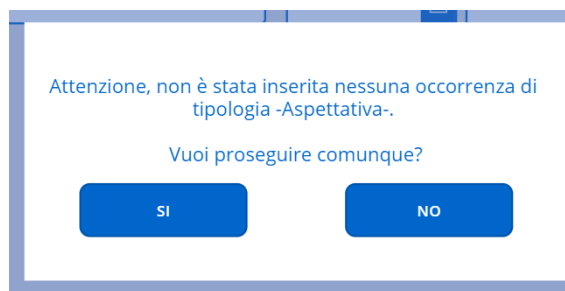 Attenzione, non è stata inserita nessuna occorrenza di
tipologia -Aspettativa-.
Vuoi proseguire comunque?
SI
NO